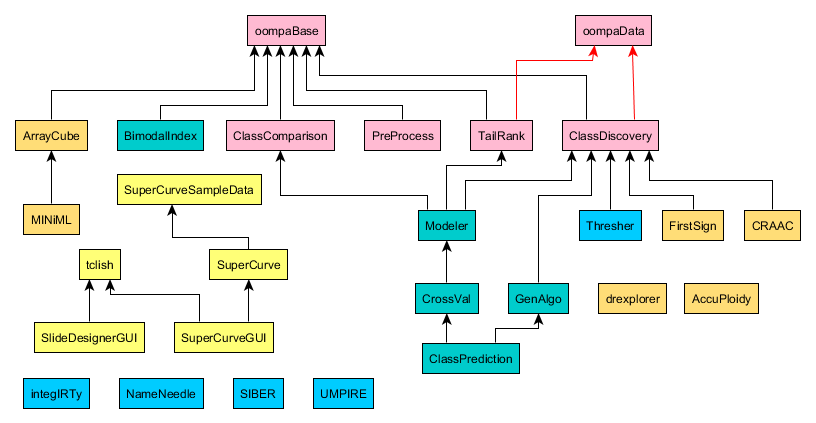 oompaBase
oompaData
ArrayCube
BimodalIndex
ClassComparison
PreProcess
TailRank
ClassDiscovery
SuperCurveSampleData
MINiML
Modeler
Thresher
FirstSign
CRAAC
tclish
SuperCurve
CrossVal
GenAlgo
drexplorer
AccuPloidy
SlideDesignerGUI
SuperCurveGUI
ClassPrediction
integIRTy
NameNeedle
SIBER
UMPIRE